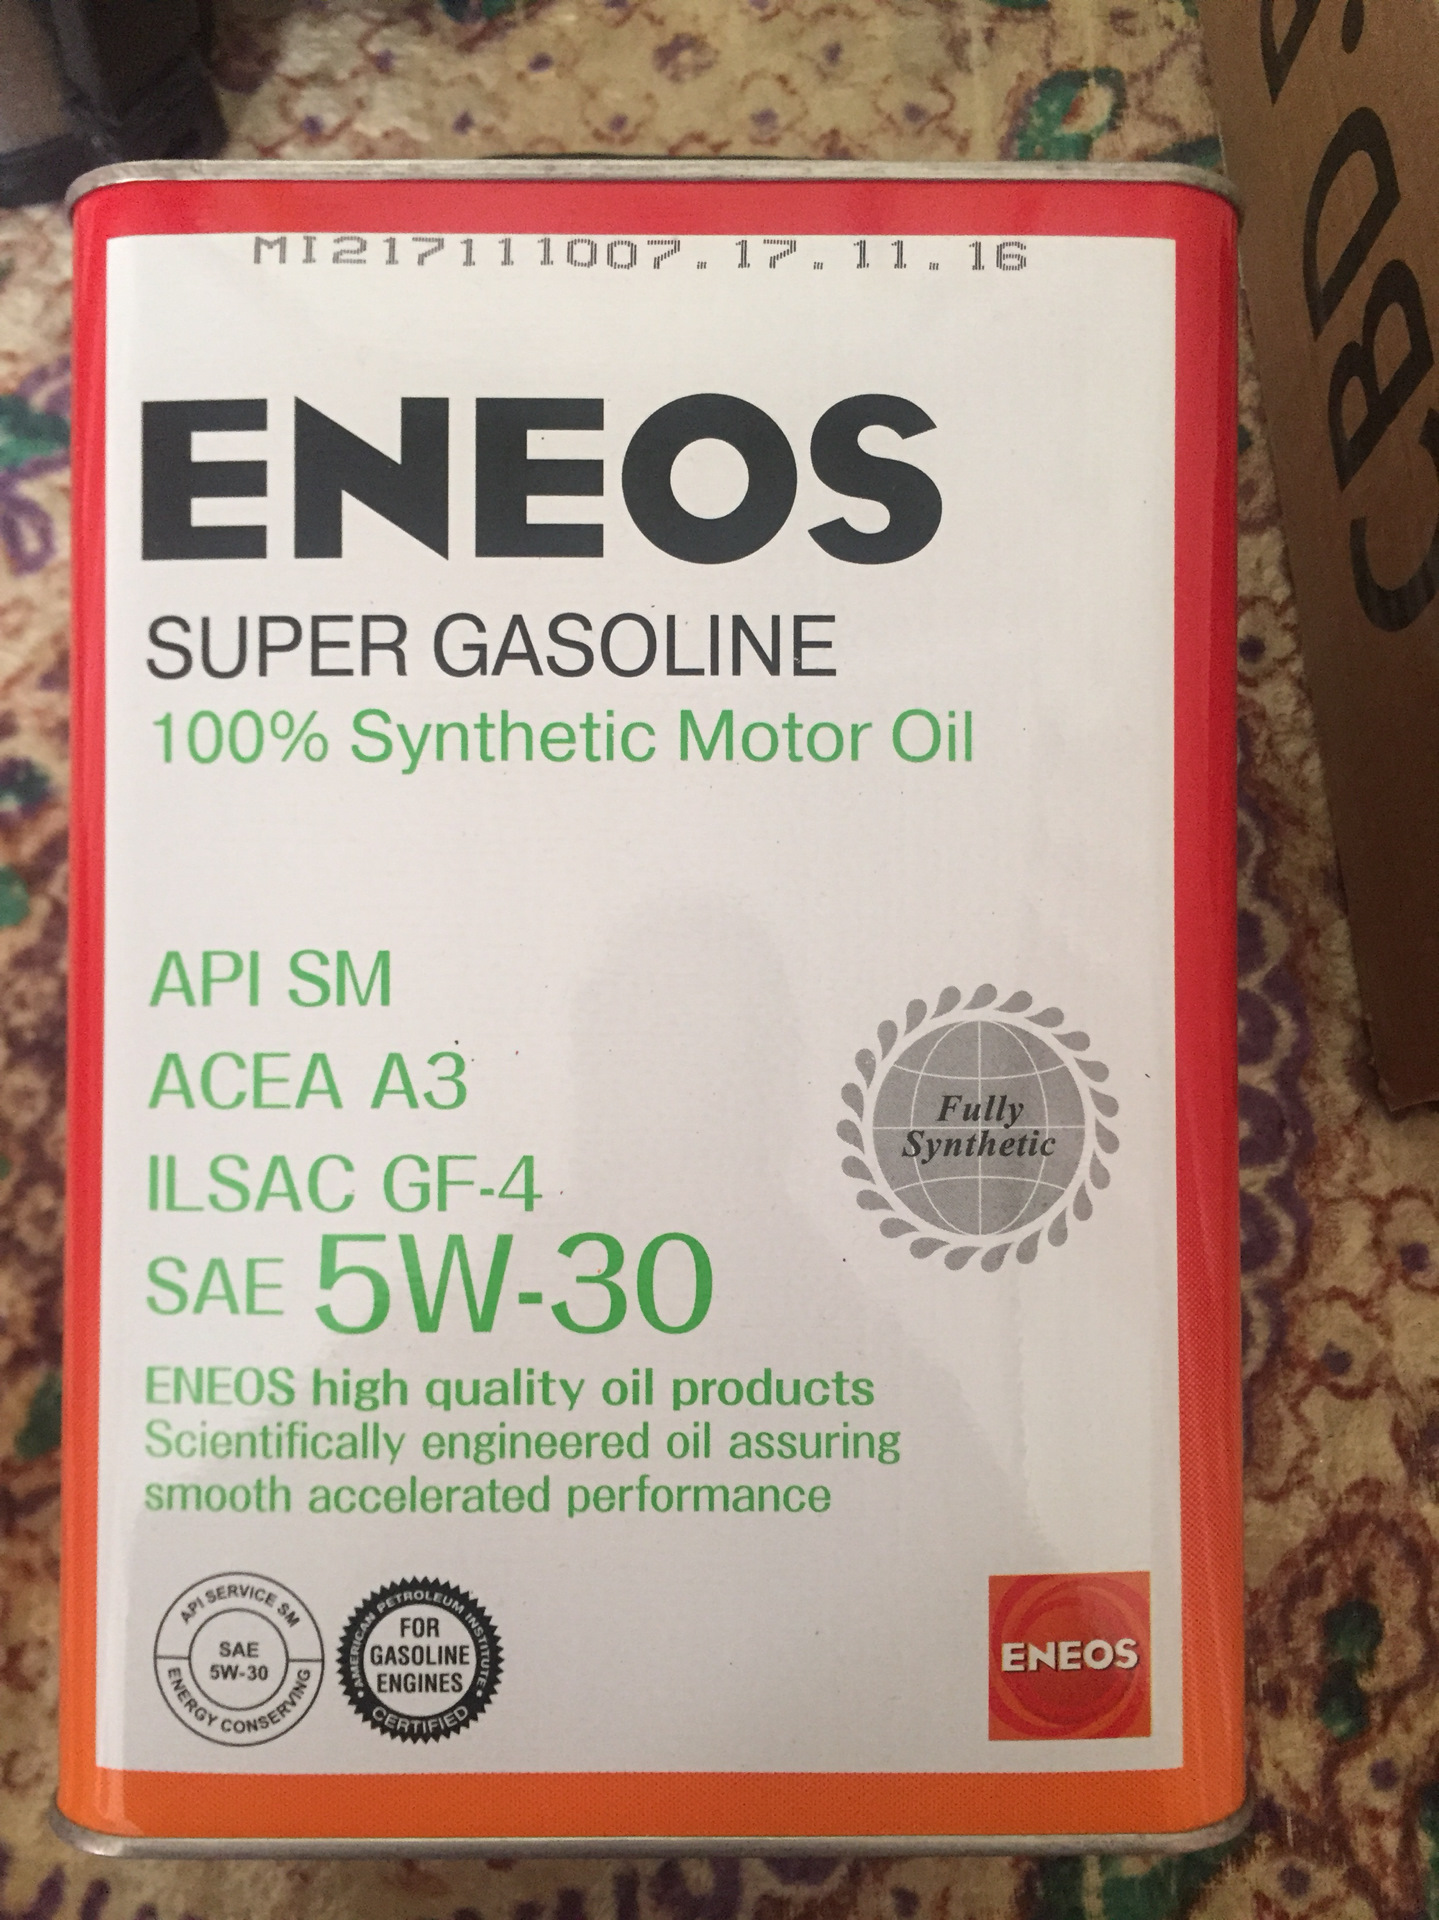 MI217111007. 17. 11. 16
ENEOS
SUPER GASOLINE
100% Synthetic Motor Oil
API SM
ACEA A3
ILSAC GF-4
SAE 5W-30
Fully
Synthetic
ENEOS high quality oil products
Scientifically engineered oil assuring
smooth accelerated performance
API SERVICE SM
SAE
5W-30
ENERGY CONSERVING
AMERICAN PETROLEUM INSTITUTE
FOR
GASOLINE
ENGINES
CERTIFIED
ENEOS